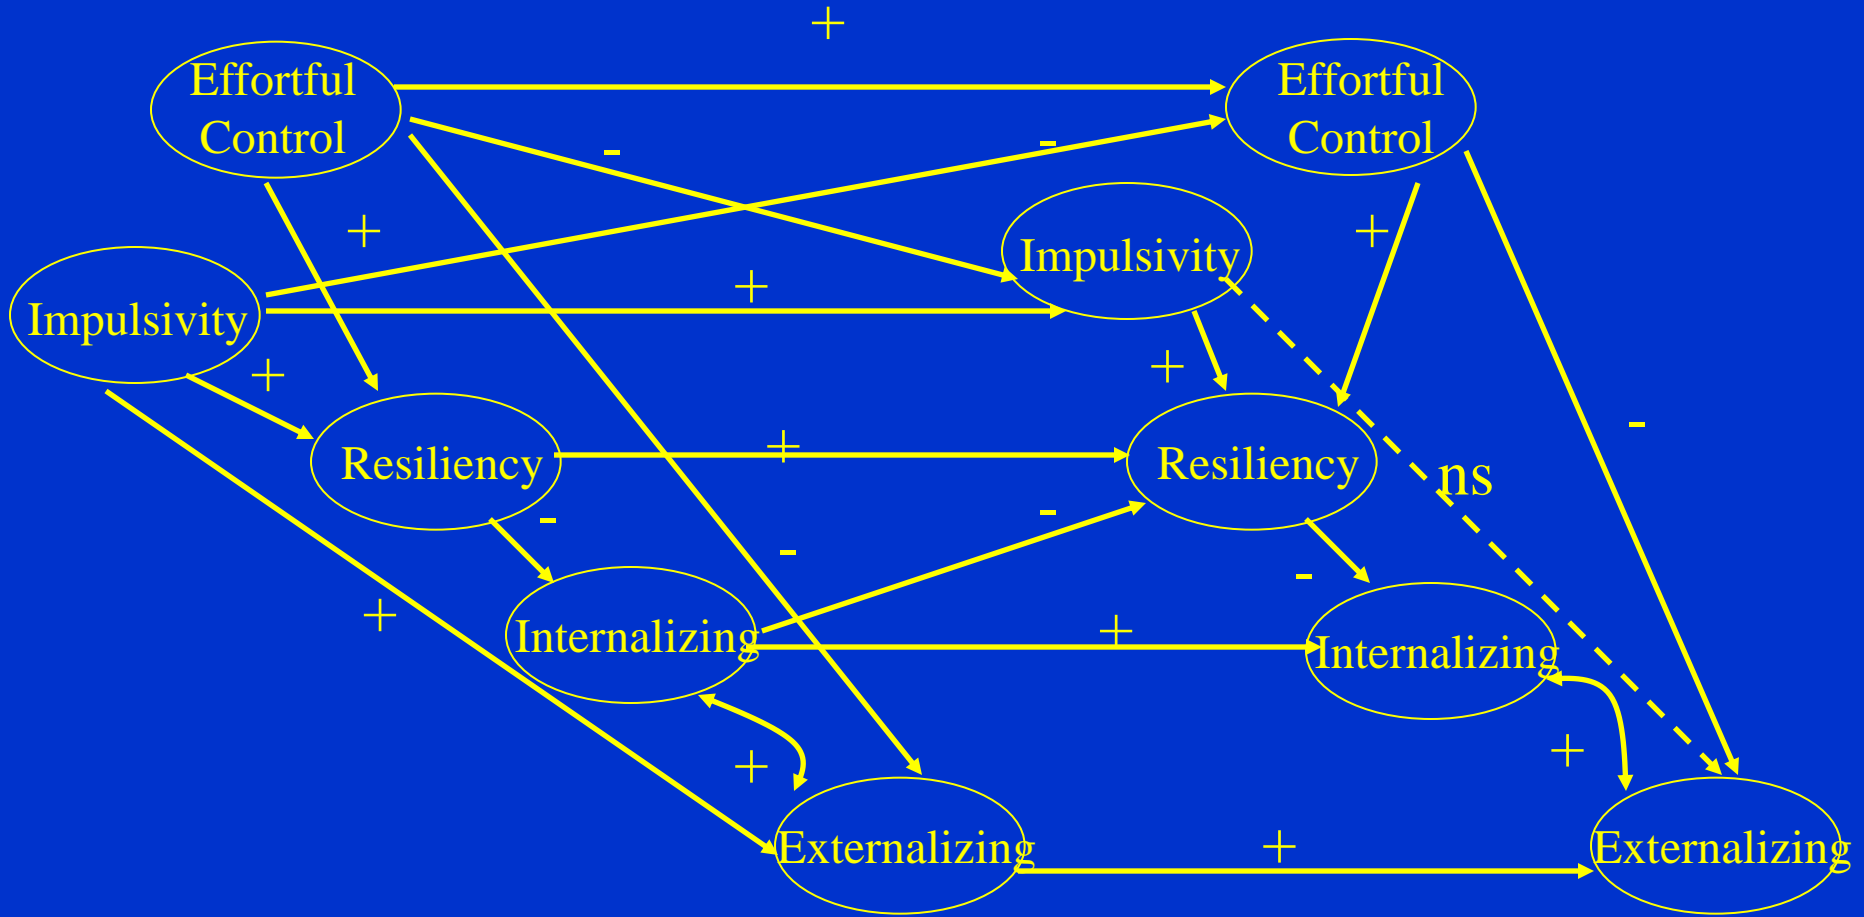 +
Effortful
Control
Effortful
Control
-
-
+
+
Impulsivity
+
Impulsivity
+
+
-
+
Resiliency
Resiliency
ns
-
-
-
-
+
+
Internalizing
Internalizing
+
+
Externalizing
+
Externalizing